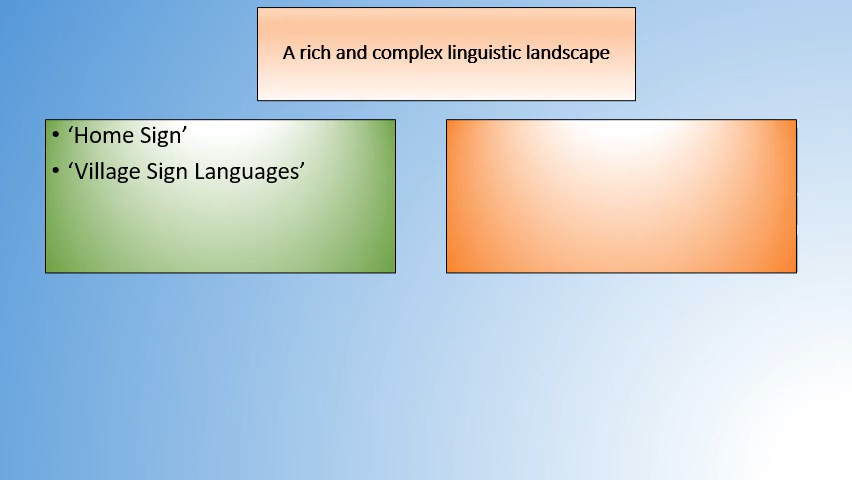 A rich and complex linguistic landscape
• ‘Home Sign’
• ‘Village Sign Languages’